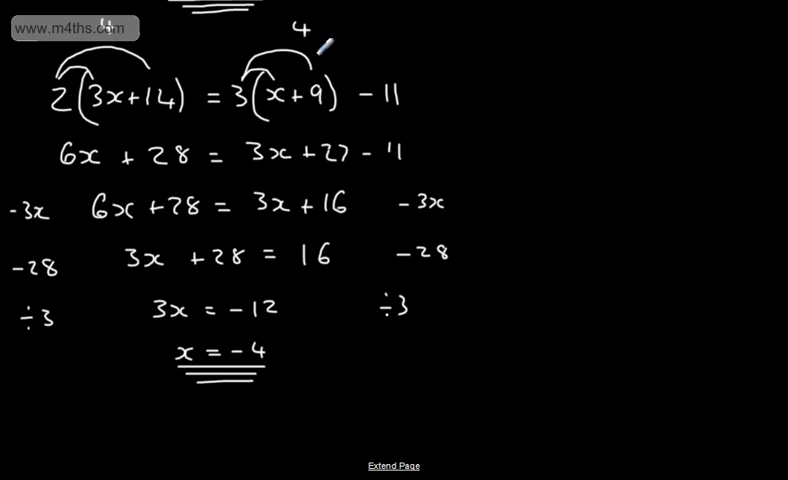 www.m4ths.com
4 4
2(3x+14) = 3(x+9) - 11
6x + 28 = 3x + 27 - 11
-3x 6x + 28 = 3x + 16 - 3x
-28 3x + 28 = 16 - 28
÷3 3x = -12 ÷3
x = -4
Extend Page